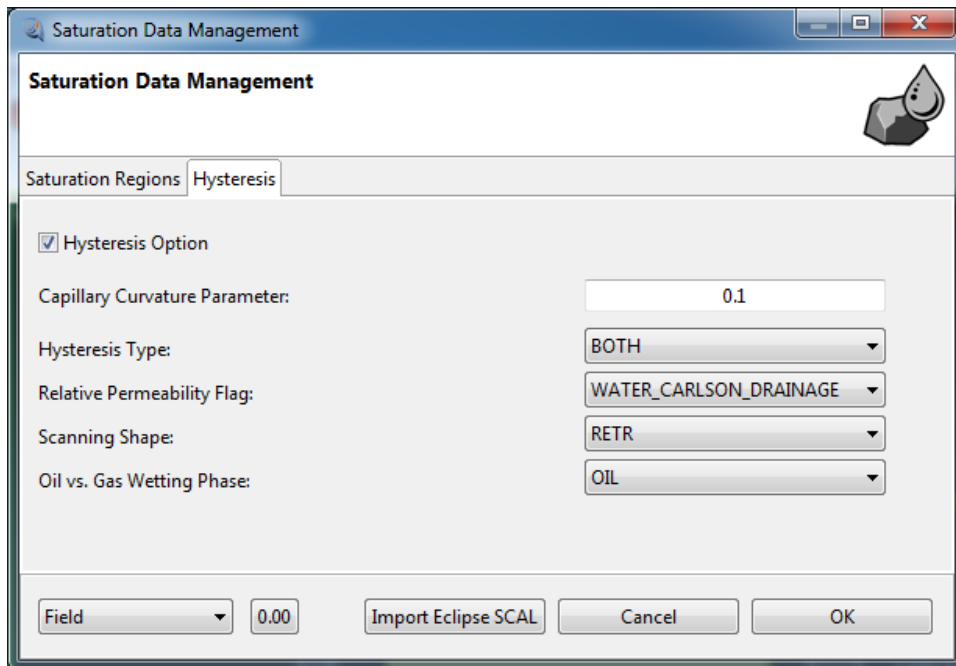 Saturation Data Management
Saturation Data Management
Saturation Regions Hysteresis
Hysteresis Option
Capillary Curvature Parameter: 0.1
Hysteresis Type: BOTH
Relative Permeability Flag: WATER_CARLSON_DRAINAGE
Scanning Shape: RETR
Oil vs. Gas Wetting Phase: OIL
Field 0.00 Import Eclipse SCAL Cancel OK